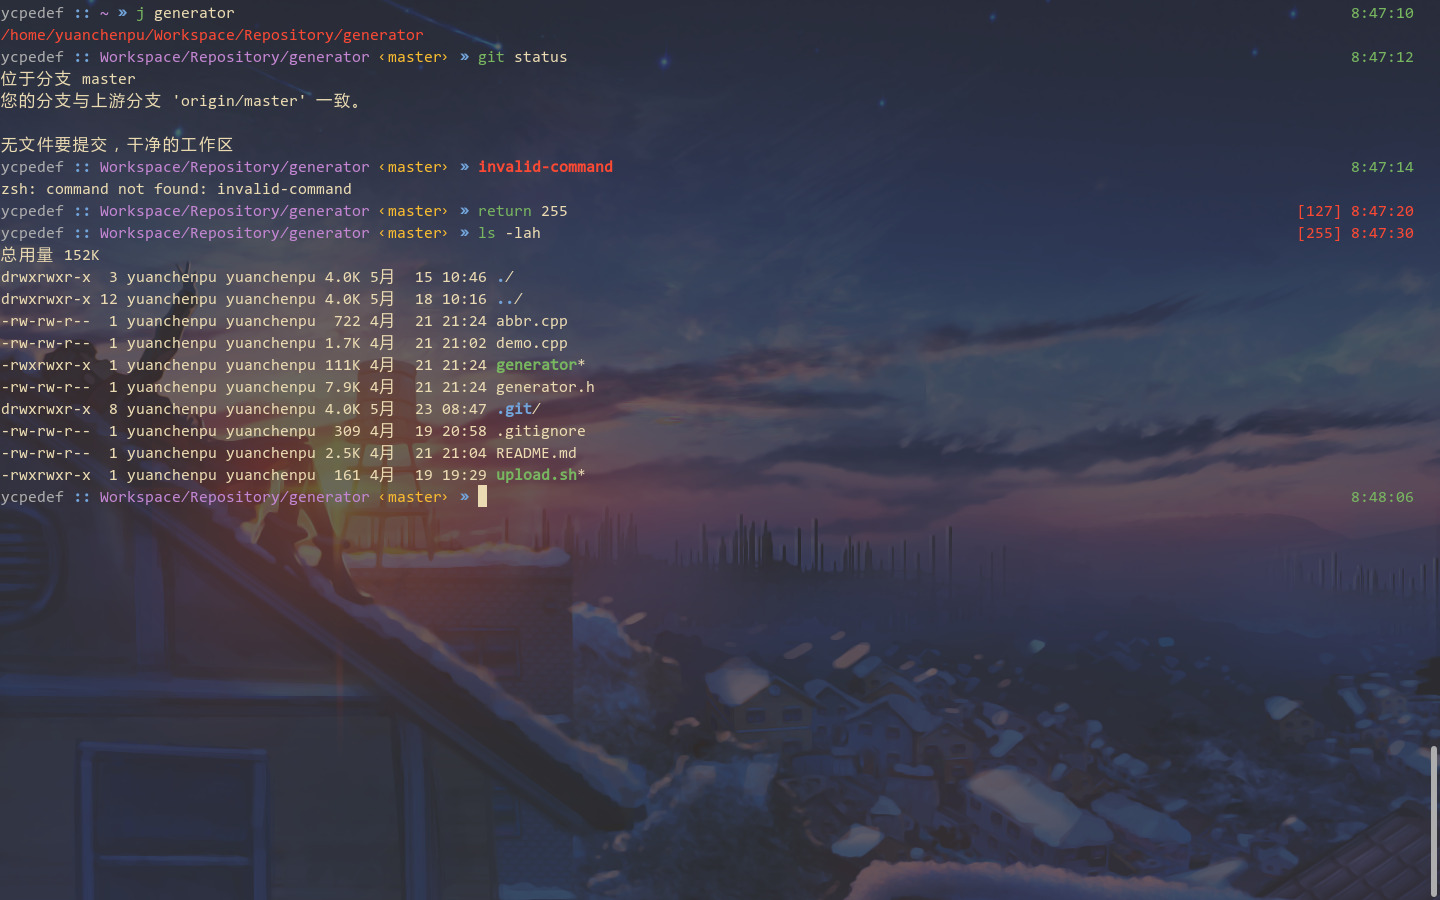 ycpedef :: ~ » j generator 8:47:10
/home/yuanchenpu/Workspace/Repository/generator
ycpedef :: Workspace/Repository/generator ‹master› » git status 8:47:12
位于分支 master
您的分支与上游分支 'origin/master' 一致。
无文件要提交，干净的工作区
ycpedef :: Workspace/Repository/generator ‹master› » invalid-command 8:47:14
zsh: command not found: invalid-command
ycpedef :: Workspace/Repository/generator ‹master› » return 255 [127] 8:47:20
ycpedef :: Workspace/Repository/generator ‹master› » ls -lah [255] 8:47:30
总用量 152K
drwxrwxr-x  3 yuanchenpu yuanchenpu 4.0K 5月  15 10:46 ./
drwxrwxr-x 12 yuanchenpu yuanchenpu 4.0K 5月  18 10:16 ../
-rw-rw-r--  1 yuanchenpu yuanchenpu  722 4月  21 21:24 abbr.cpp
-rw-rw-r--  1 yuanchenpu yuanchenpu 1.7K 4月  21 21:02 demo.cpp
-rwxrwxr-x  1 yuanchenpu yuanchenpu 111K 4月  21 21:24 generator*
-rw-rw-r--  1 yuanchenpu yuanchenpu 7.9K 4月  21 21:24 generator.h
drwxrwxr-x  8 yuanchenpu yuanchenpu 4.0K 5月  23 08:47 .git/
-rw-rw-r--  1 yuanchenpu yuanchenpu  309 4月  19 20:58 .gitignore
-rw-rw-r--  1 yuanchenpu yuanchenpu 2.5K 4月  21 21:04 README.md
-rwxrwxr-x  1 yuanchenpu yuanchenpu  161 4月  19 19:29 upload.sh*
ycpedef :: Workspace/Repository/generator ‹master› » 8:48:06